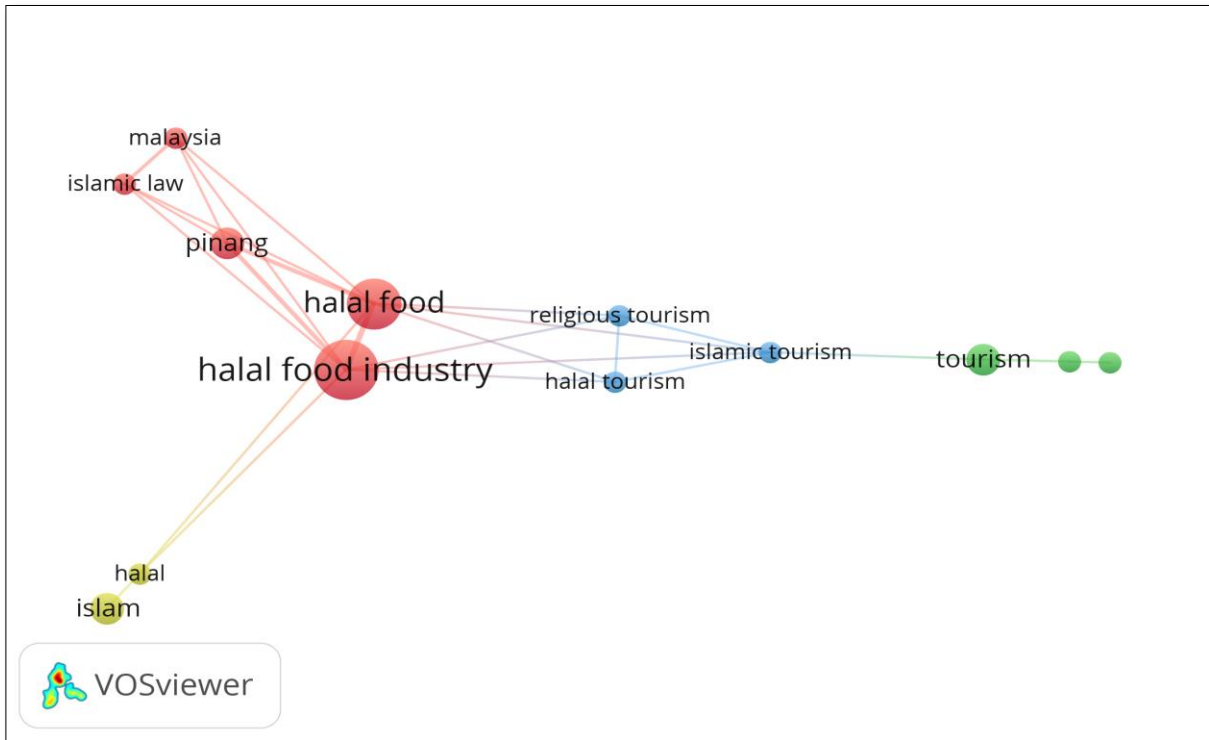 malaysia
islamic law
pinang
halal food
religious tourism
islamic tourism
tourism
halal food industry
halal tourism
halal
islam
VOSviewer